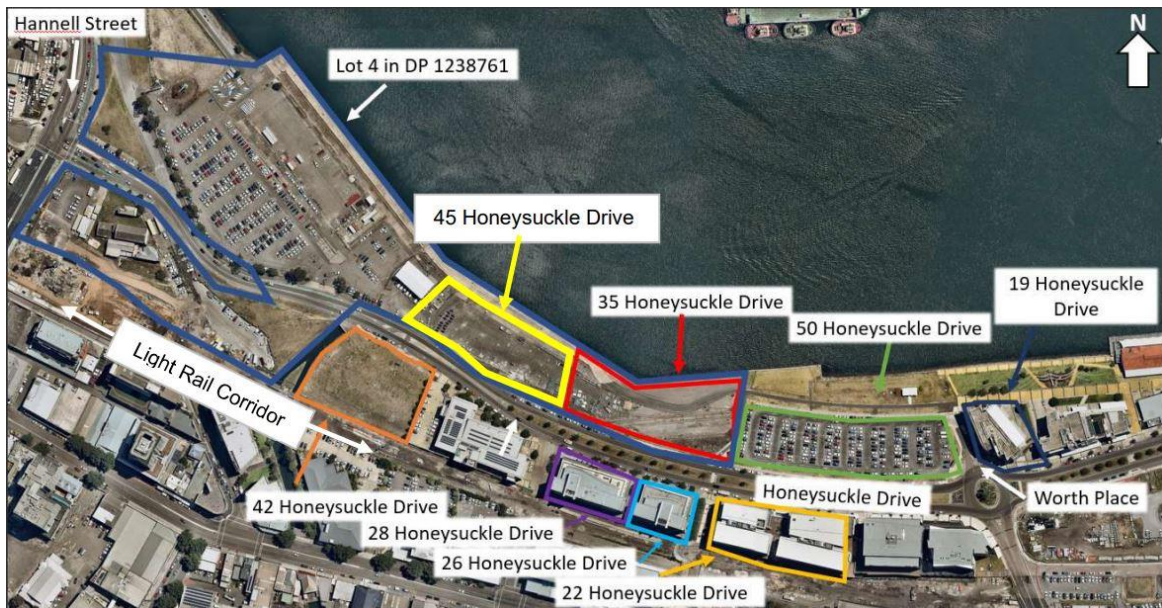 Hannell Street
N
Lot 4 in DP 1238761
45 Honeysuckle Drive
35 Honeysuckle Drive
19 Honeysuckle
Drive
50 Honeysuckle Drive
Light Rail Corridor
42 Honeysuckle Drive
Honeysuckle Drive
Worth Place
28 Honeysuckle Drive
26 Honeysuckle Drive
22 Honeysuckle Drive